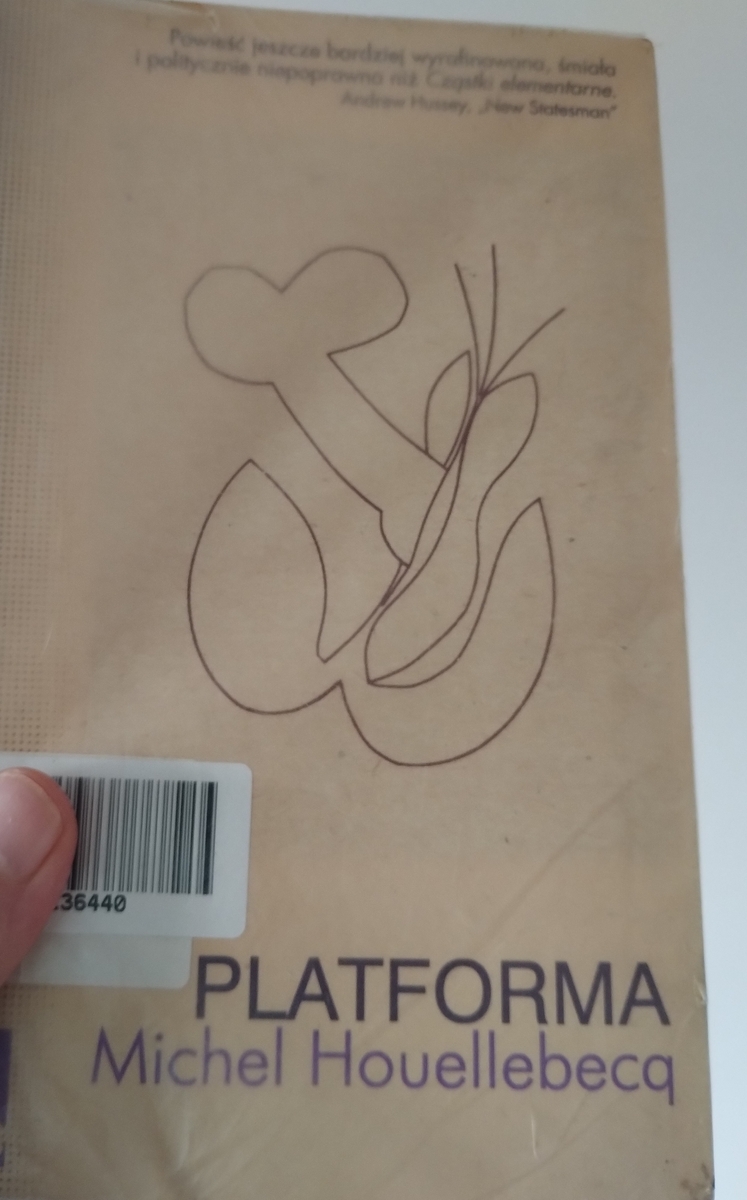 Powieść jeszcze bardziej wyrafinowana, śmiała
i politycznie niepoprawna niż Cząstki elementarne.
Andrew Hussey, „New Statesman”
36440
PLATFORMA
Michel Houellebecq